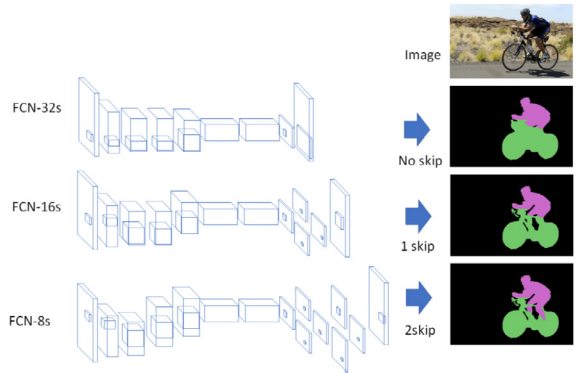 Image
FCN-32s
No skip
FCN-16s
1 skip
FCN-8s
2skip